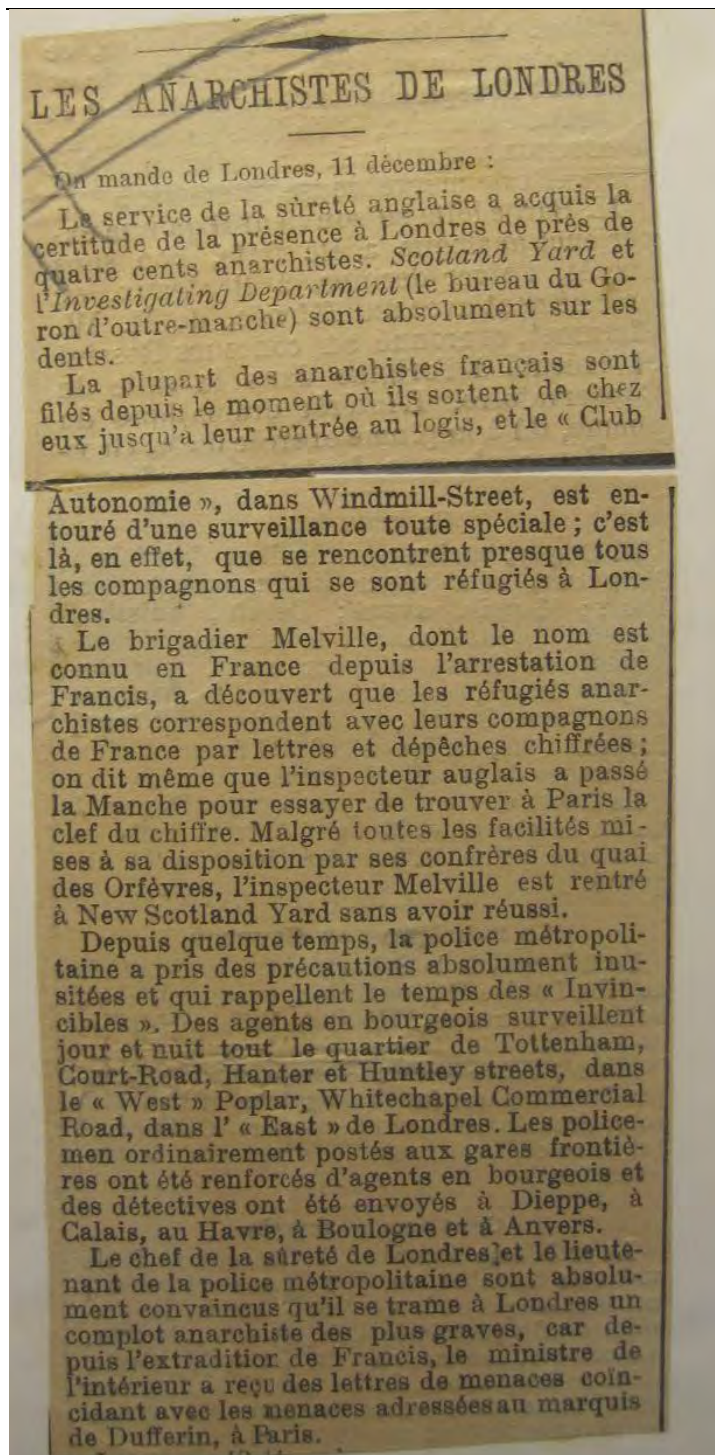 LES ANARCHISTES DE LONDRES
On mande de Londres, 11 décembre :
Le service de la sûreté anglaise a acquis la
certitude de la présence à Londres de près de
quatre cents anarchistes. Scotland Yard et
l'Investigating Department (le bureau du Go-
ron d'outre-manche) sont absolument sur les
dents.
La plupart des anarchistes français sont
filés depuis le moment où ils sortent de chez
eux jusqu'a leur rentrée au logis, et le « Club
Autonomie », dans Windmill-Street, est en-
touré d'une surveillance toute spéciale ; c'est
là, en effet, que se rencontrent presque tous
les compagnons qui se sont réfugiés à Lon-
dres.
Le brigadier Melville, dont le nom est
connu en France depuis l'arrestation de
Francis, a découvert que les réfugiés anar-
chistes correspondent avec leurs compagnons
de France par lettres et dépêches chiffrées ;
on dit même que l'inspecteur auglais a passé
la Manche pour essayer de trouver à Paris la
clef du chiffre. Malgré toutes les facilités mi-
ses à sa disposition par ses confrères du quai
des Orfèvres, l'inspecteur Melville est rentré
à New Scotland Yard sans avoir réussi.
Depuis quelque temps, la police métropoli-
taine a pris des précautions absolument inu-
sitées et qui rappellent le temps des « Invin-
cibles ». Des agents en bourgeois surveillent
jour et nuit tout le quartier de Tottenham,
Court-Road, Hanter et Huntley streets, dans
le « West » Poplar, Whitechapel Commercial
Road, dans l' « East » de Londres. Les police-
men ordinairement postés aux gares frontiè-
res ont été renforcés d'agents en bourgeois et
des détectives ont été envoyés à Dieppe, à
Calais, au Havre, à Boulogne et à Anvers.
Le chef de la sûreté de Londres et le lieute-
nant de la police métropolitaine sont absolu-
ment convaincus qu'il se trame à Londres un
complot anarchiste des plus graves, car de-
puis l'extradition de Francis, le ministre de
l'intérieur a reçu des lettres de menaces coïn-
cidant avec les menaces adressées au marquis
de Dufferin, à Paris.